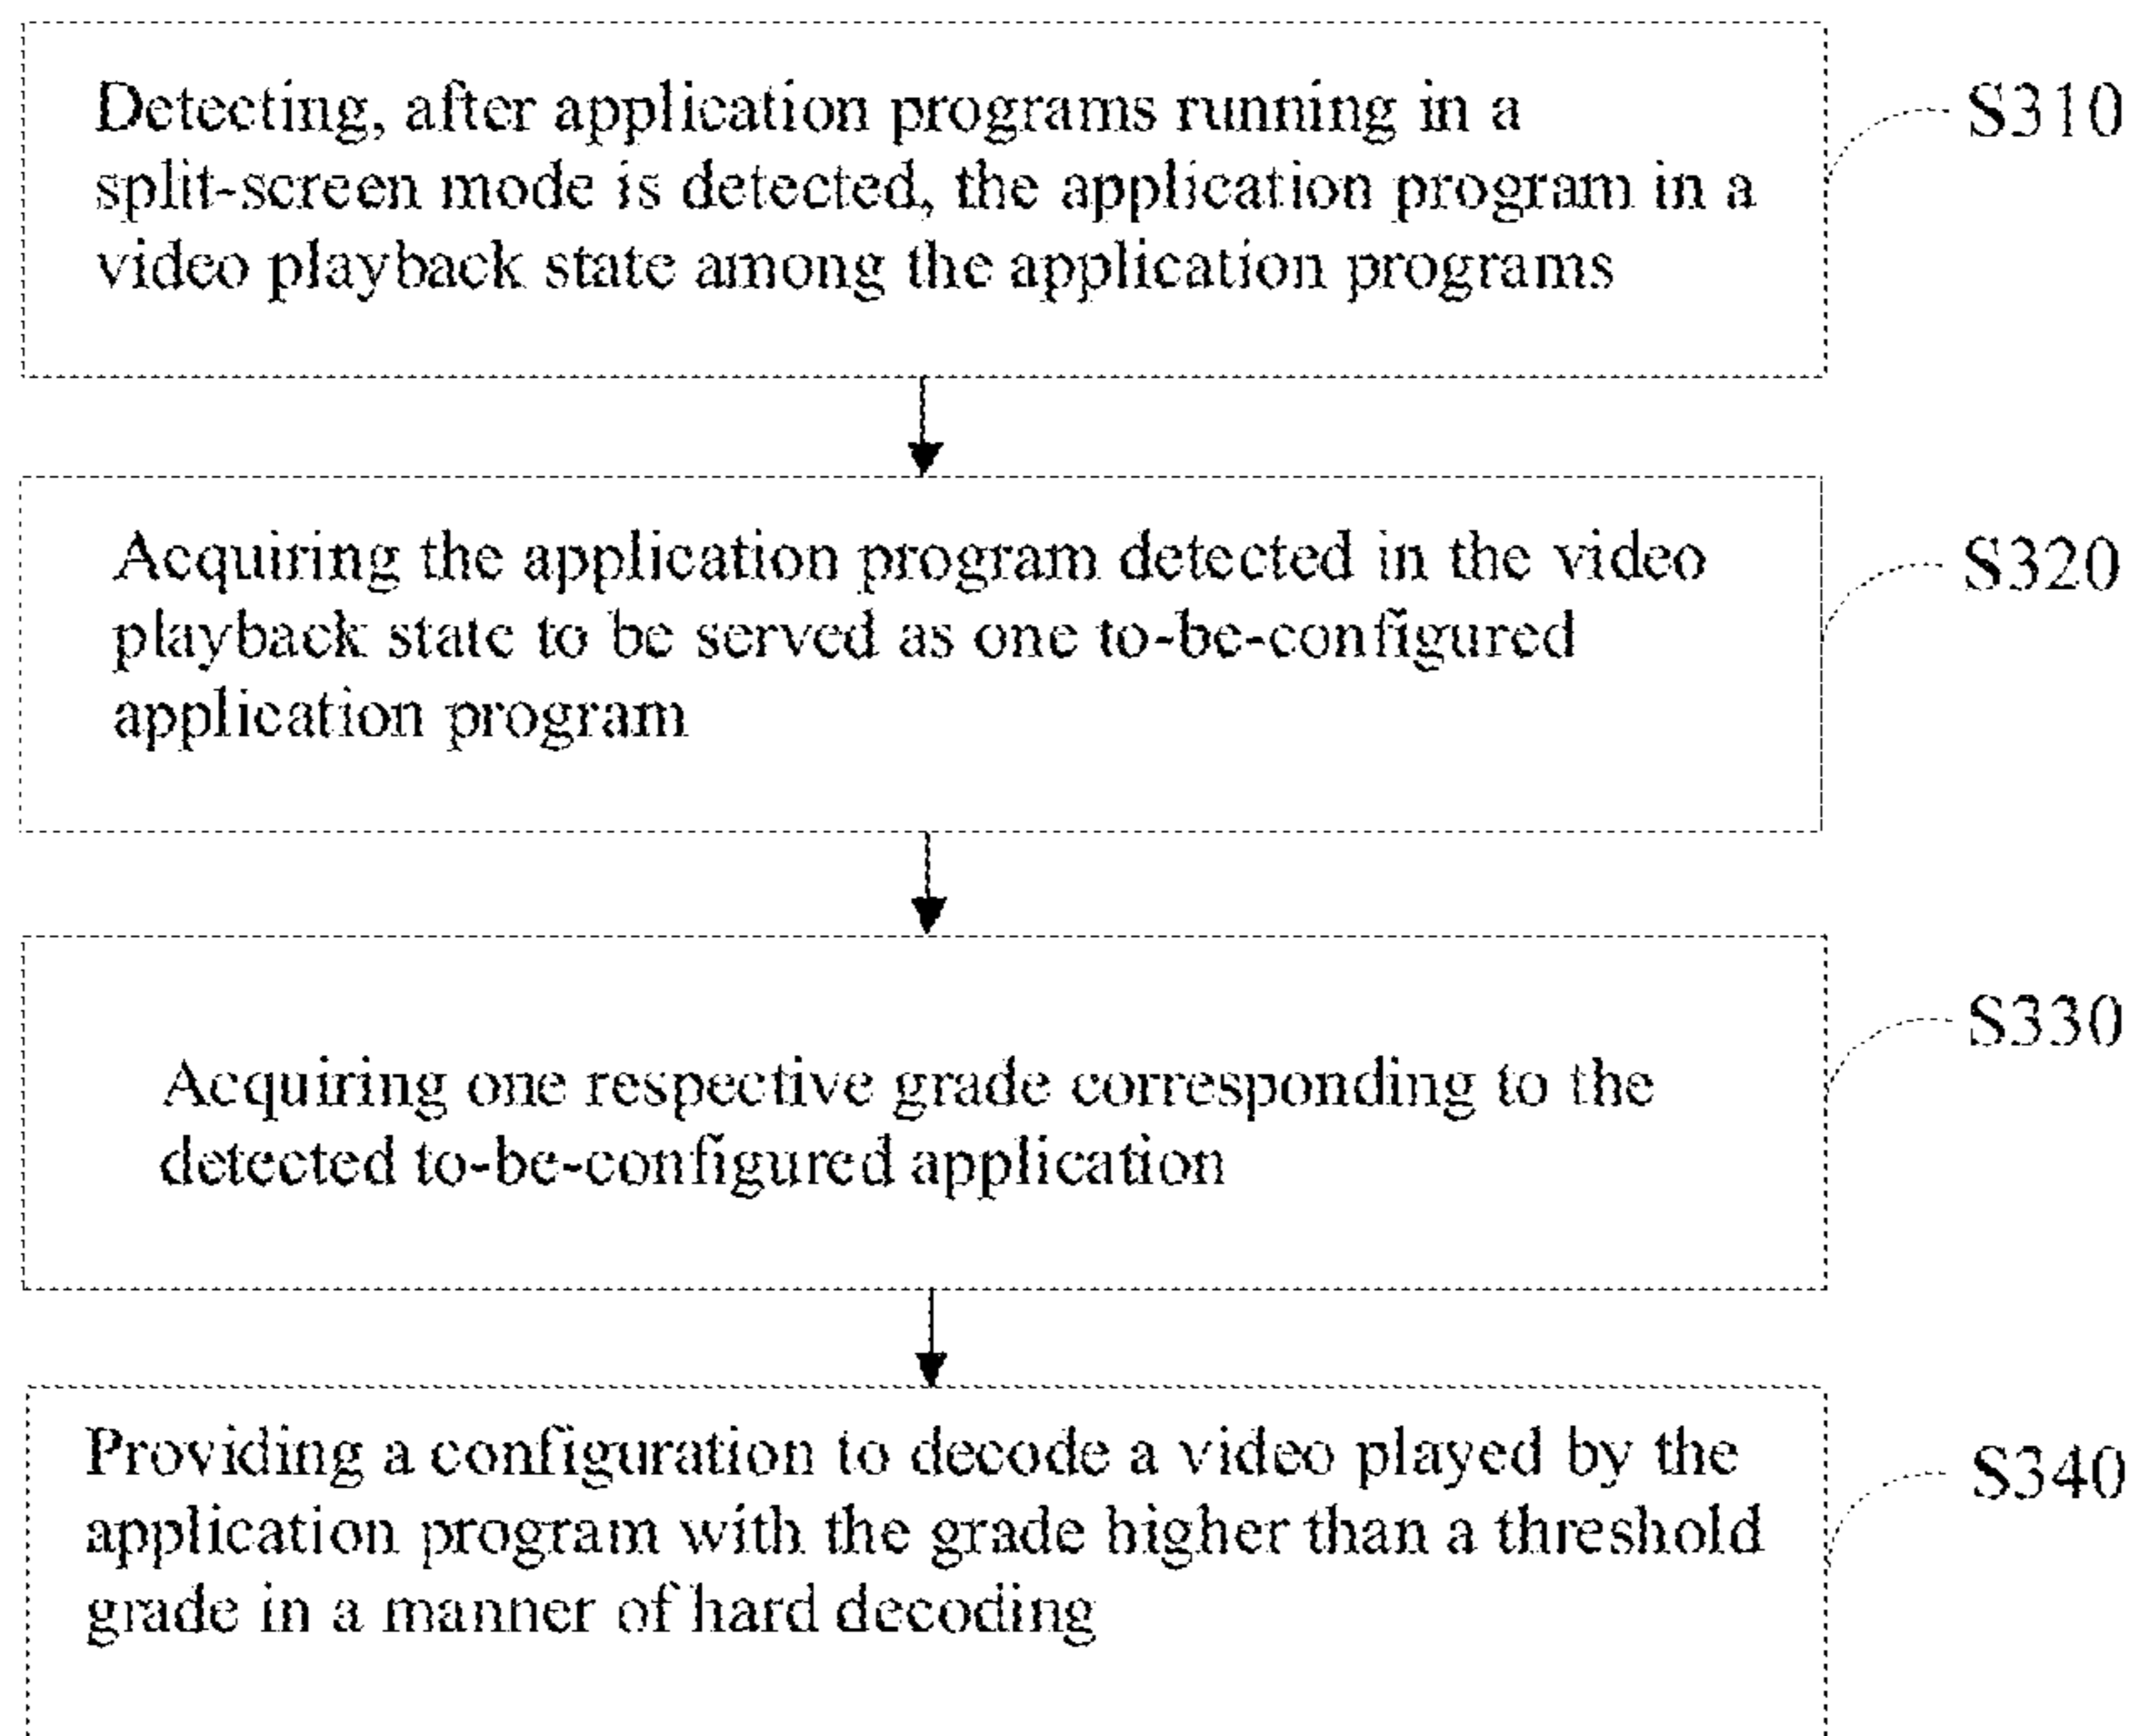 Detecting, after application programs running in a
split-screen mode is detected, the application program in a
video playback state among the application programs
S310
Acquiring the application program detected in the video
playback state to be served as one to-be-configured
application program
S320
Acquiring one respective grade corresponding to the
detected to-be-configured application
S330
Providing a configuration to decode a video played by the
application program with the grade higher than a threshold
grade in a manner of hard decoding
S340